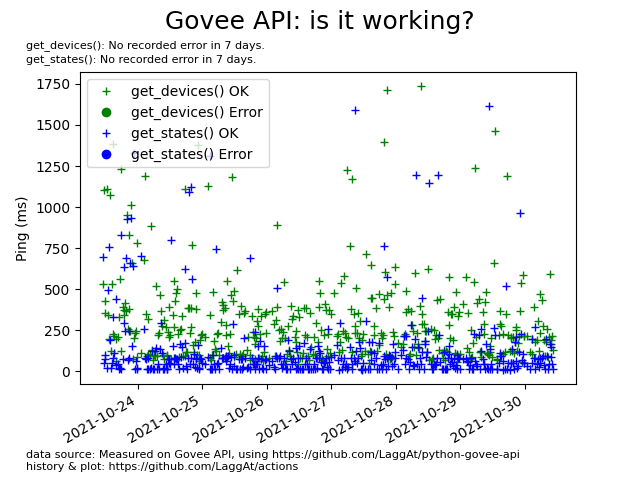 Govee API: is it working?
get_devices(): No recorded error in 7 days.
get_states(): No recorded error in 7 days.
get_devices() OK
get_devices() Error
get_states() OK
get_states() Error
Ping (ms)
1750
1500
1250
1000
750
500
250
0
2021-10-24
2021-10-25
2021-10-26
2021-10-27
2021-10-28
2021-10-29
2021-10-30
data source: Measured on Govee API, using https://github.com/LaggAt/python-govee-api
history & plot: https://github.com/LaggAt/actions